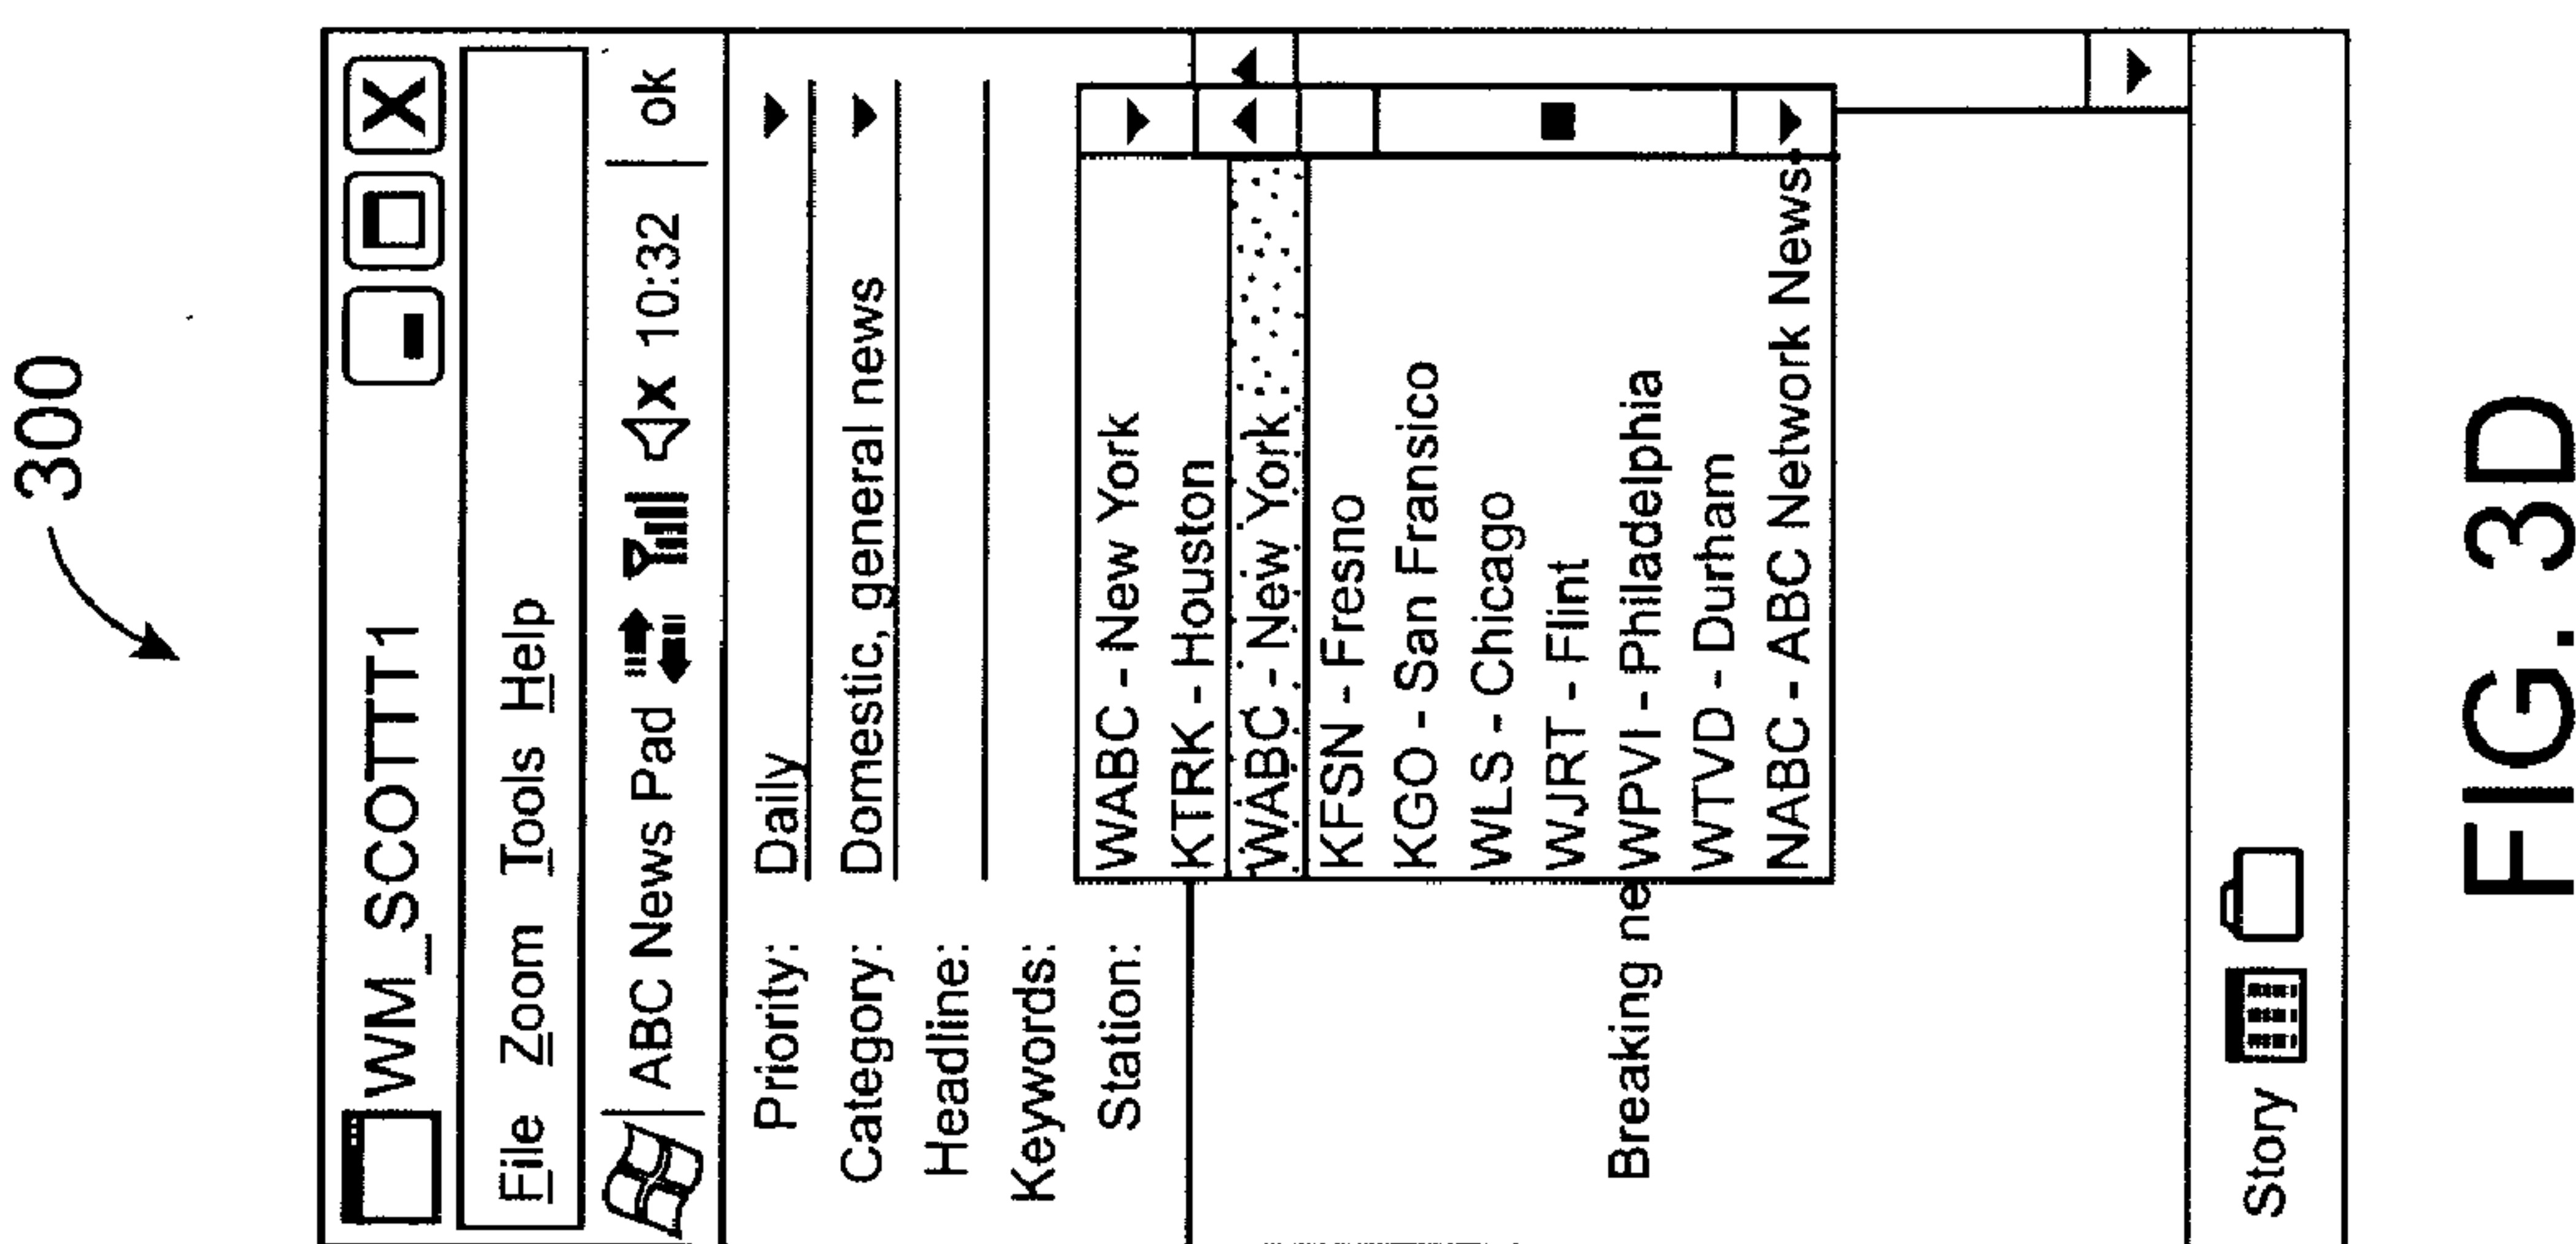 300
WM_SCOTTT1
File Zoom Tools Help
ABC News Pad 10:32 ok
Priority: Daily
Category: Domestic, general news
Headline:
Keywords:
Station: WABC - New York
KTRK - Houston
WABC - New York
KFSN - Fresno
KGO - San Fransico
WLS - Chicago
WJRT - Flint
Breaking ne WPVI - Philadelphia
WTVD - Durham
NABC - ABC Network News
Story
FIG. 3D